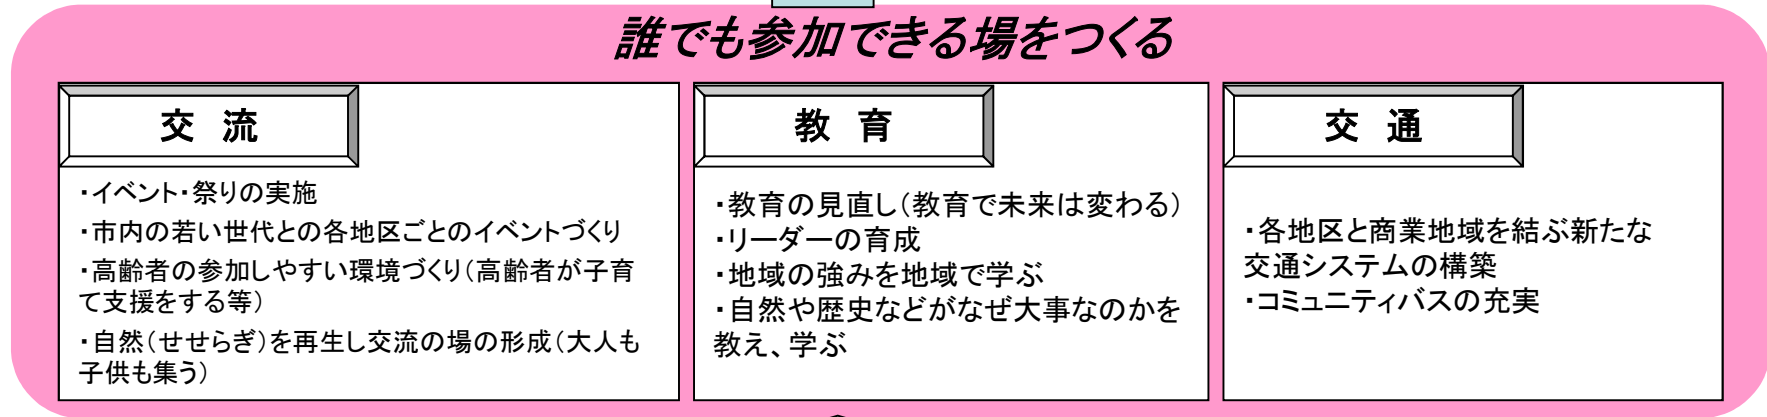 誰でも参加できる場をつくる
交 流
・イベント・祭りの実施
・市内の若い世代との各地区ごとのイベントづくり
・高齢者の参加しやすい環境づくり(高齢者が子育
て支援をする等)
・自然(せせらぎ)を再生し交流の場の形成(大人も
子供も集う)
教 育
・教育の見直し(教育で未来は変わる)
・リーダーの育成
・地域の強みを地域で学ぶ
・自然や歴史などがなぜ大事なのかを
教え、学ぶ
交 通
・各地区と商業地域を結ぶ新たな
交通システムの構築
・コミュニティバスの充実